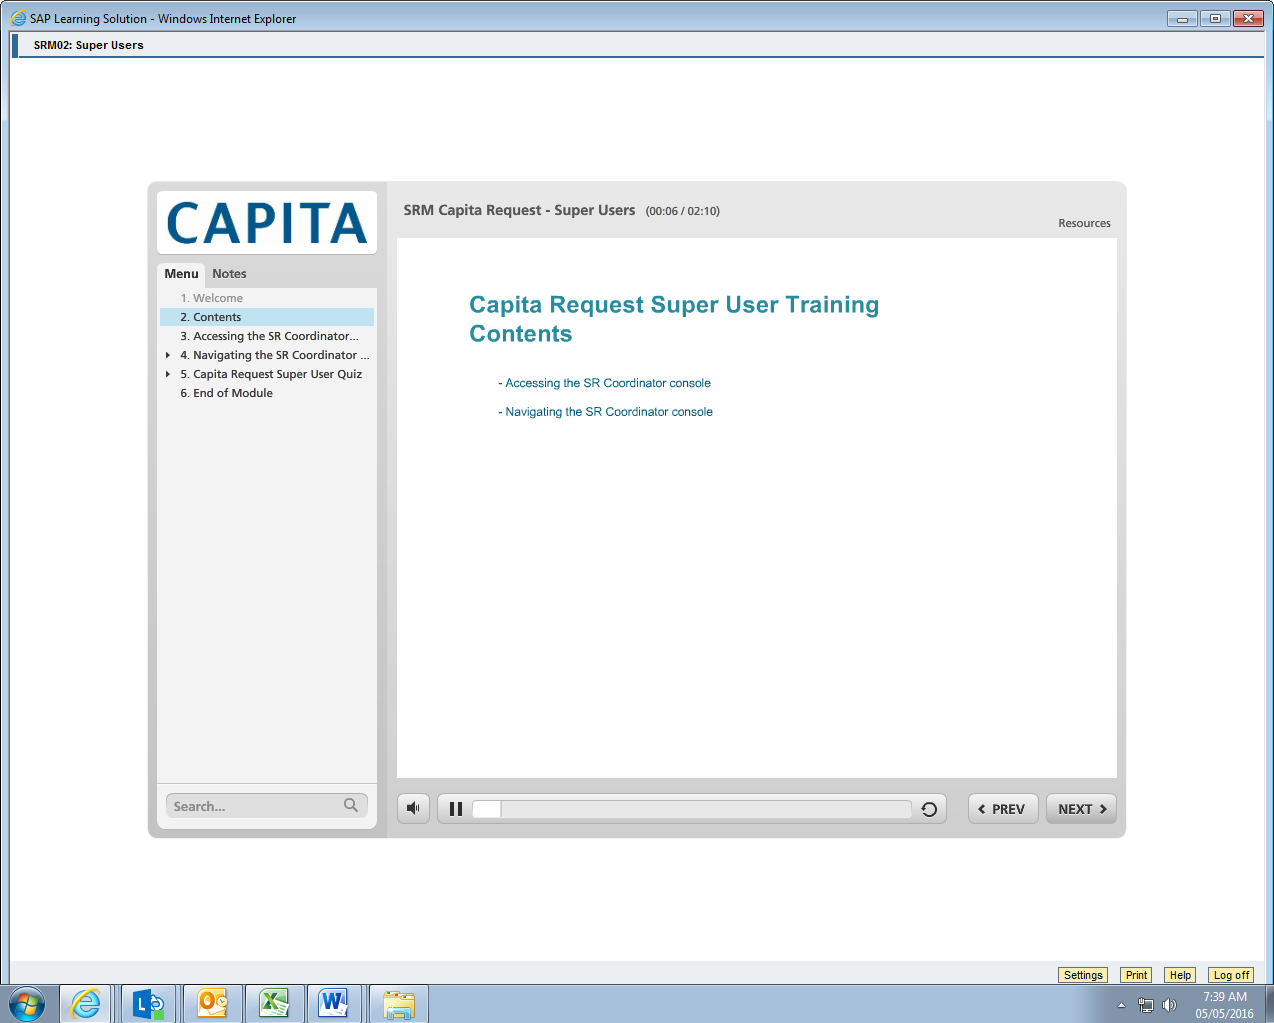 SAP Learning Solution - Windows Internet Explorer
SRM02: Super Users
CAPITA
SRM Capita Request - Super Users (00:06 / 02:10)
Resources
Menu Notes
1. Welcome
2. Contents
3. Accessing the SR Coordinator...
4. Navigating the SR Coordinator ...
5. Capita Request Super User Quiz
6. End of Module
Capita Request Super User Training
Contents
- Accessing the SR Coordinator console
- Navigating the SR Coordinator console
Search...
PREV NEXT
Settings Print Help Log off
7:39 AM
05/05/2016